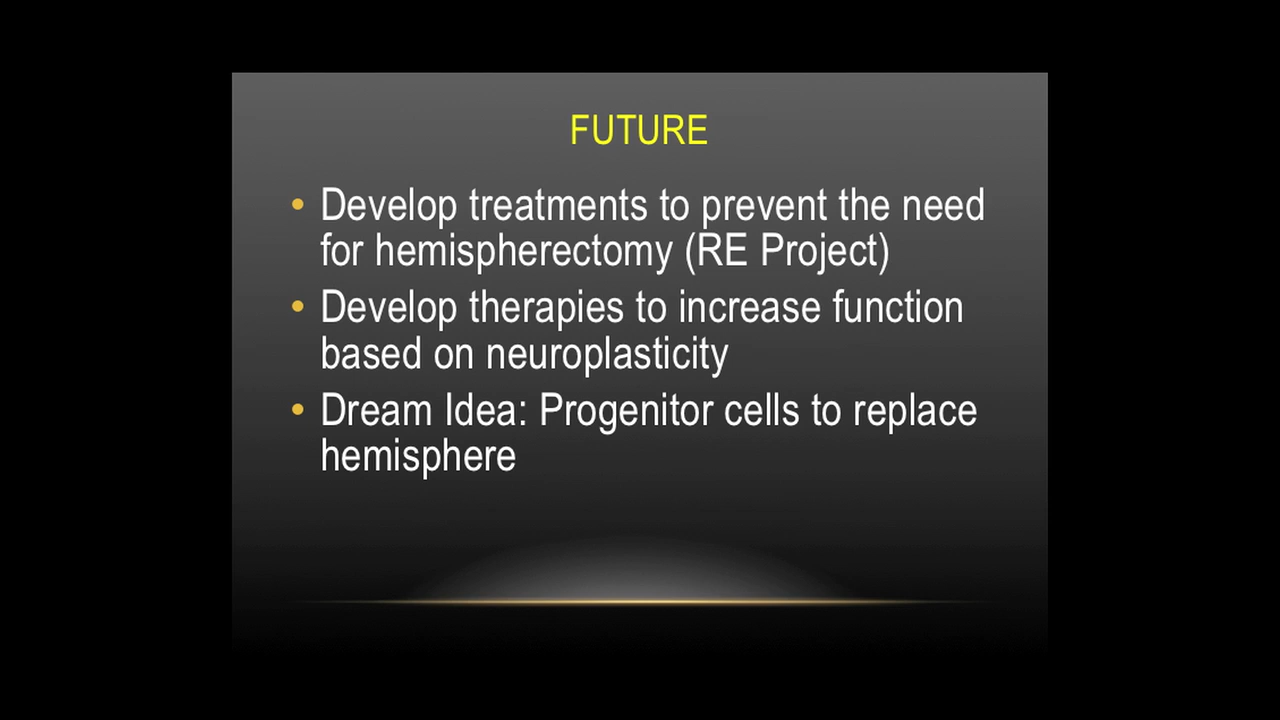 FUTURE
• Develop treatments to prevent the need
for hemispherectomy (RE Project)
• Develop therapies to increase function
based on neuroplasticity
• Dream Idea: Progenitor cells to replace
hemisphere